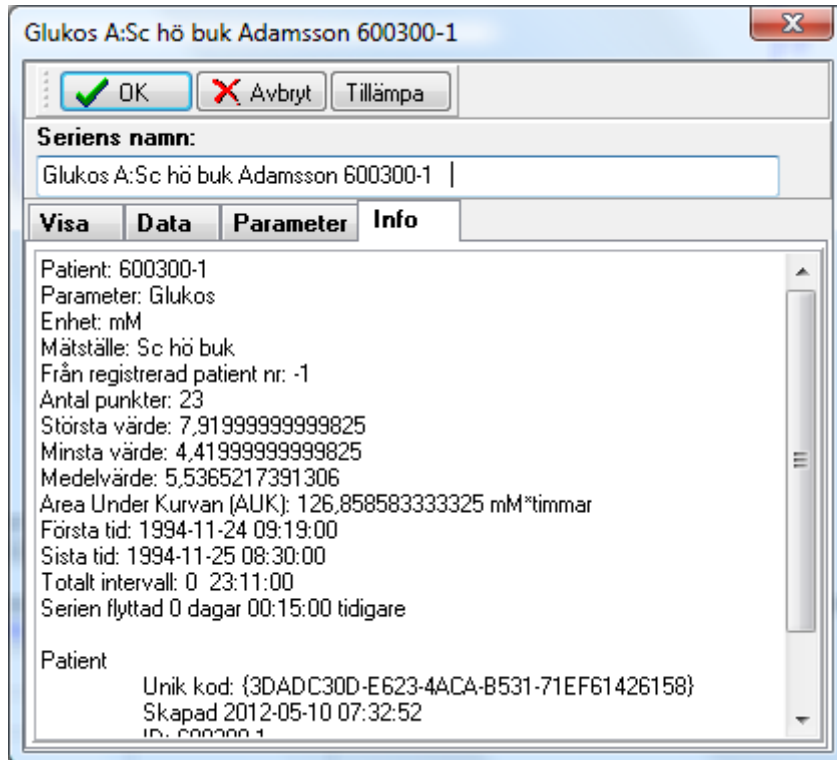 Glukos A:Sc hö buk Adamsson 600300-1
OK Avbryt Tillämpa
Seriens namn:
Glukos A:Sc hö buk Adamsson 600300-1
Visa Data Parameter Info
Patient: 600300-1
Parameter: Glukos
Enhet: mM
Mätställe: Sc hö buk
Från registrerad patient nr: -1
Antal punkter: 23
Största värde: 7,91999999999825
Minsta värde: 4,41999999999825
Medelvärde: 5,5365217391306
Area Under Kurvan (AUK): 126,858583333325 mM*timmar
Första tid: 1994-11-24 09:19:00
Sista tid: 1994-11-25 08:30:00
Totalt intervall: 0 23:11:00
Serien flyttad 0 dagar 00:15:00 tidigare
Patient
Unik kod: {3DADC30D-E623-4ACA-B531-71EF61426158}
Skapad 2012-05-10 07:32:52
ID: 600300-1